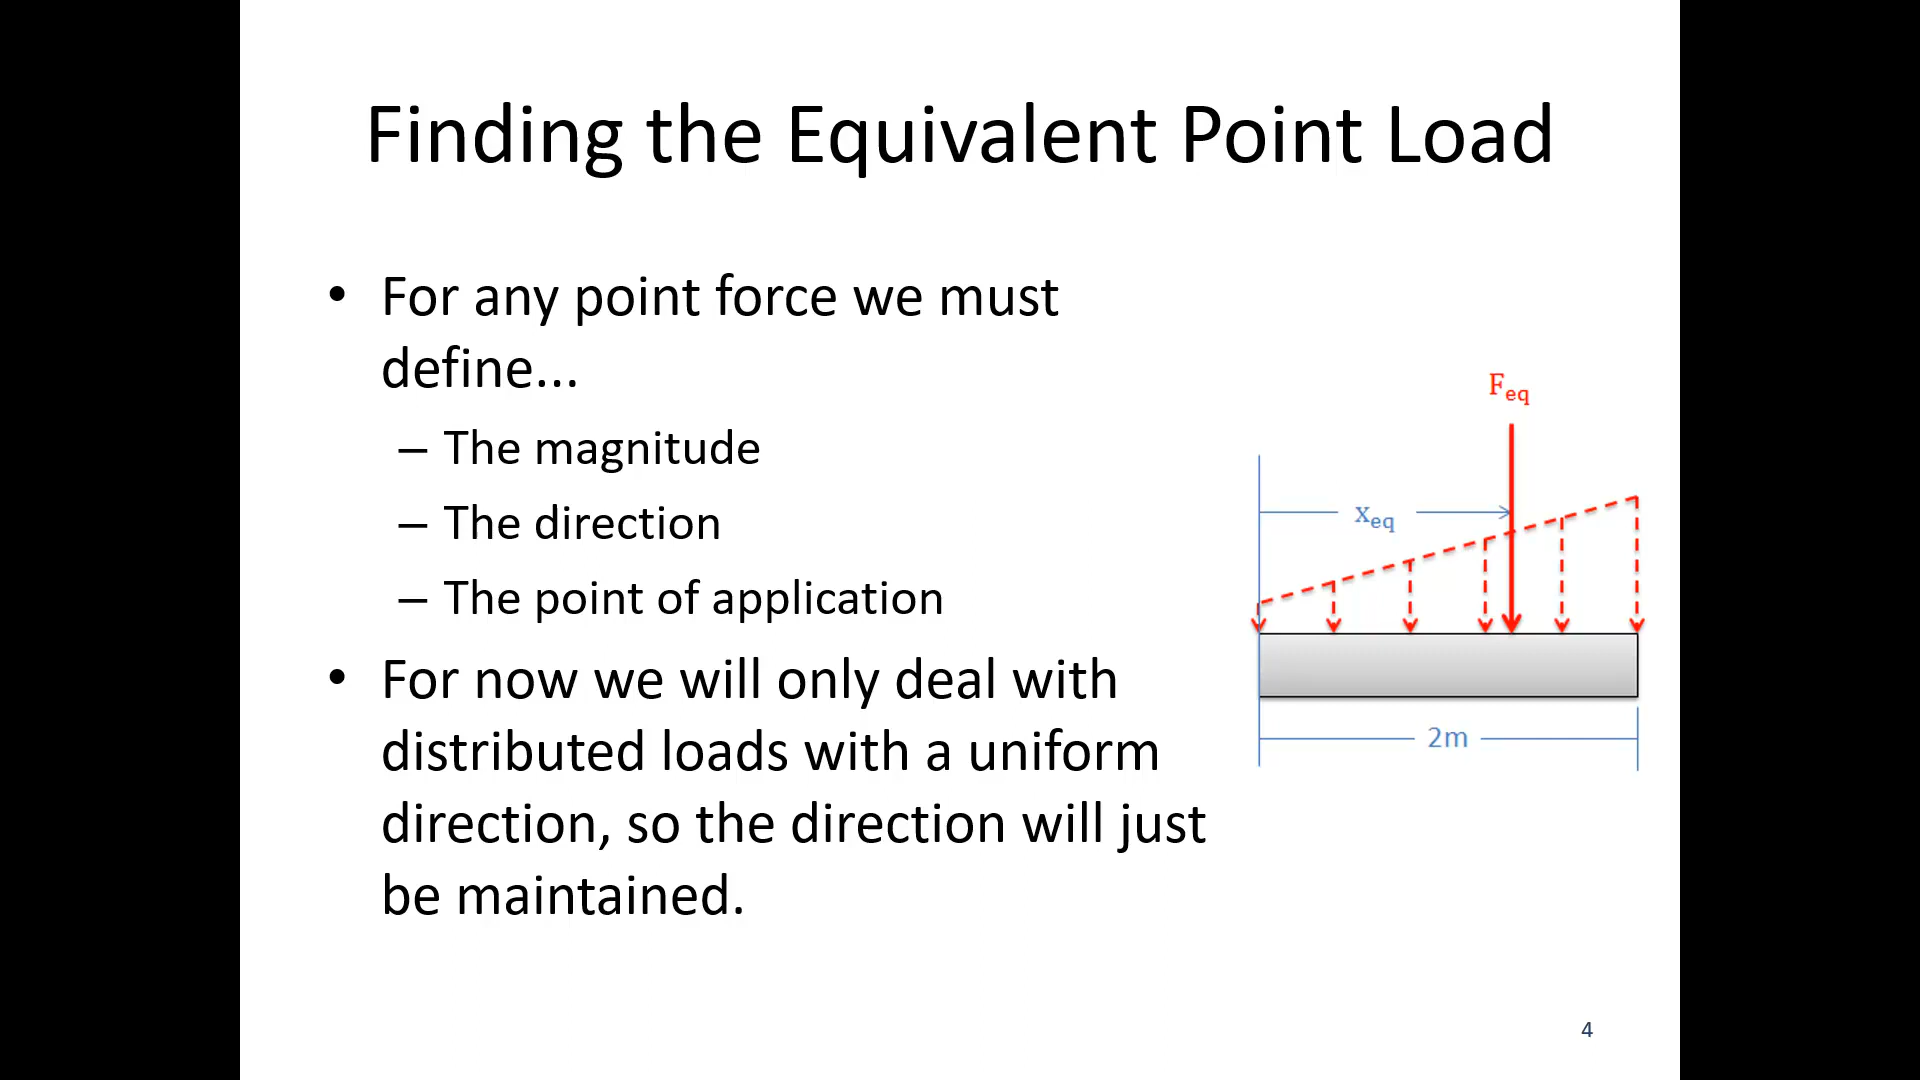 Finding the Equivalent Point Load
• For any point force we must
define...
– The magnitude
– The direction
– The point of application
• For now we will only deal with
distributed loads with a uniform
direction, so the direction will just
be maintained.
Feq
xeq
2m
4